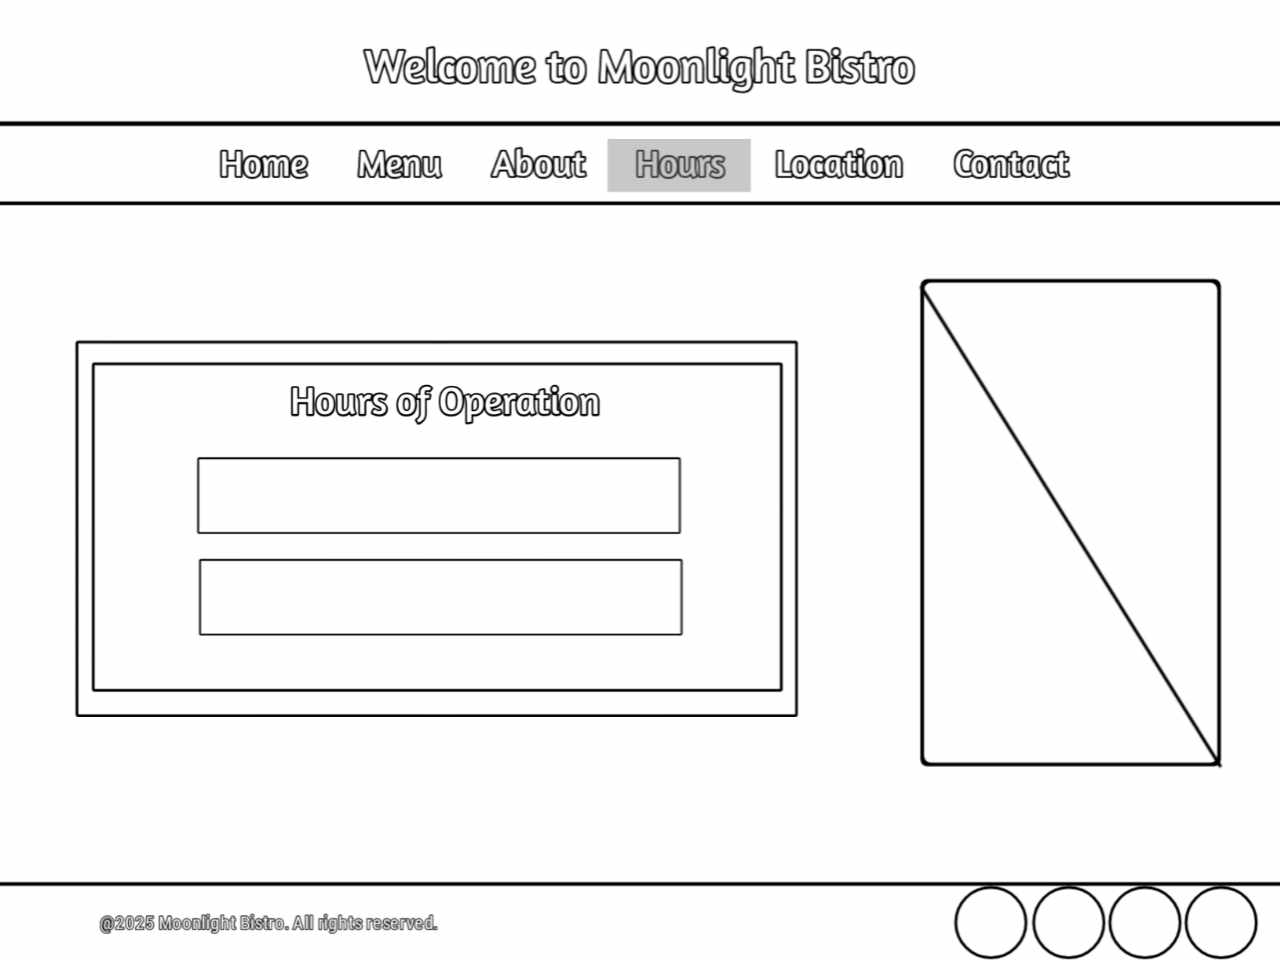 Welcome to Moonlight Bistro
Home Menu About Hours Location Contact
Hours of Operation
@2025 Moonlight Bistro. All rights reserved.